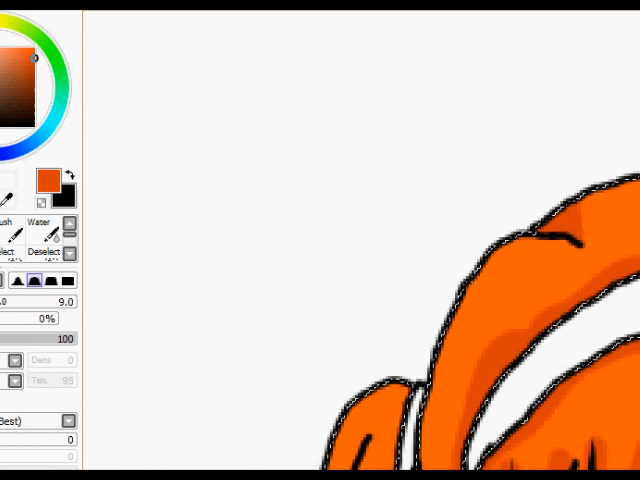 ush Water
lect Deselect
.0 9.0
0%
100
Dens 0
Tex. 95
Best)
0
0